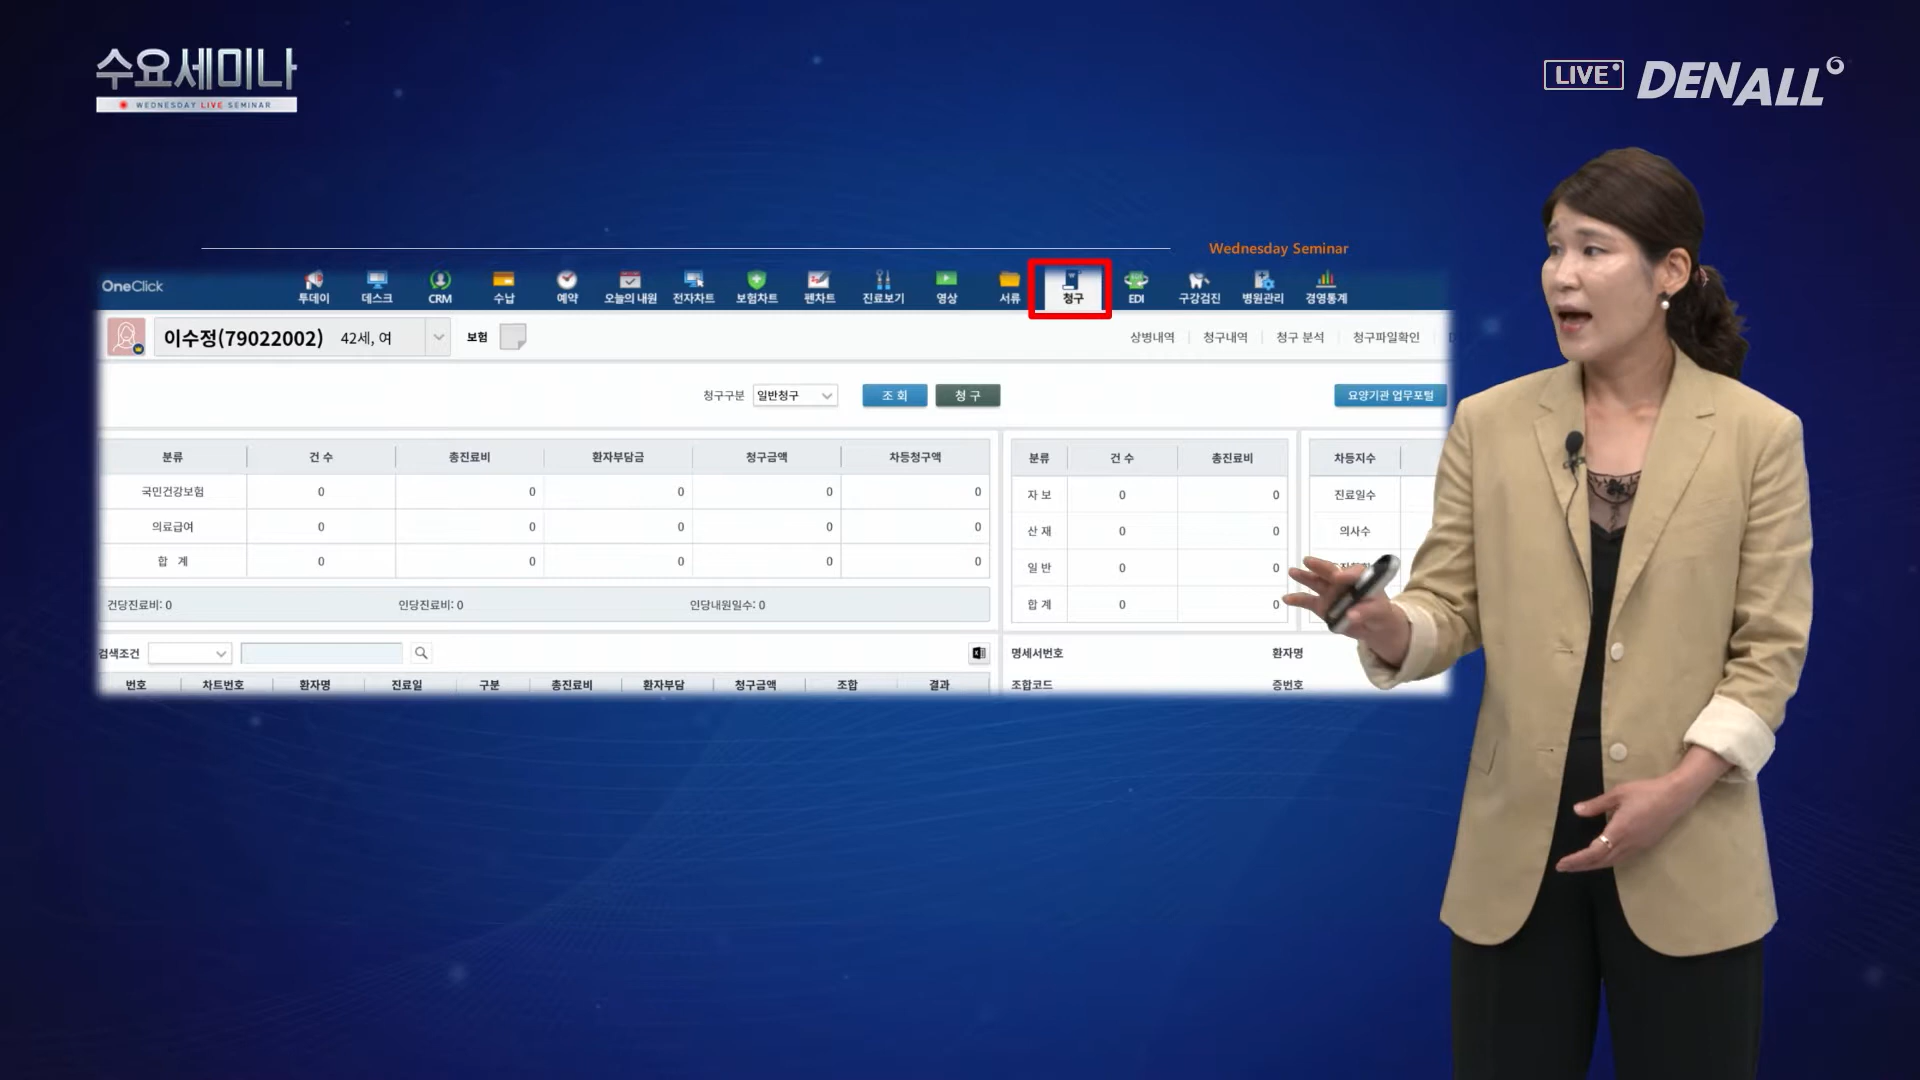 수요세미나
WEDNESDAY LIVE SEMINAR
LIVE DENALL
Wednesday Seminar
OneClick 투데이 데스크 CRM 수납 예약 오늘의 내원 전자차트 보험차트 펜차트 진료보기 영상 서류 청구 EDI 구강검진 병원관리 경영통계
이수정(79022002) 42세, 여 보험 상병내역 청구내역 청구 분석 청구파일확인
청구구분 일반청구 조 회 청 구 요양기관 업무포털
분류 건 수 총진료비 환자부담금 청구금액 차등청구액
국민건강보험 0 0 0 0 0
의료급여 0 0 0 0 0
합 계 0 0 0 0 0
건당진료비: 0 인당진료비: 0 인당내원일수: 0
분류 건 수 총진료비
자 보 0 0
산 재 0 0
일 반 0 0
합 계 0 0
차등지수
진료일수
의사수
검색조건
번호 차트번호 환자명 진료일 구분 총진료비 환자부담 청구금액 조합 결과
명세서번호 환자명
조합코드 증번호